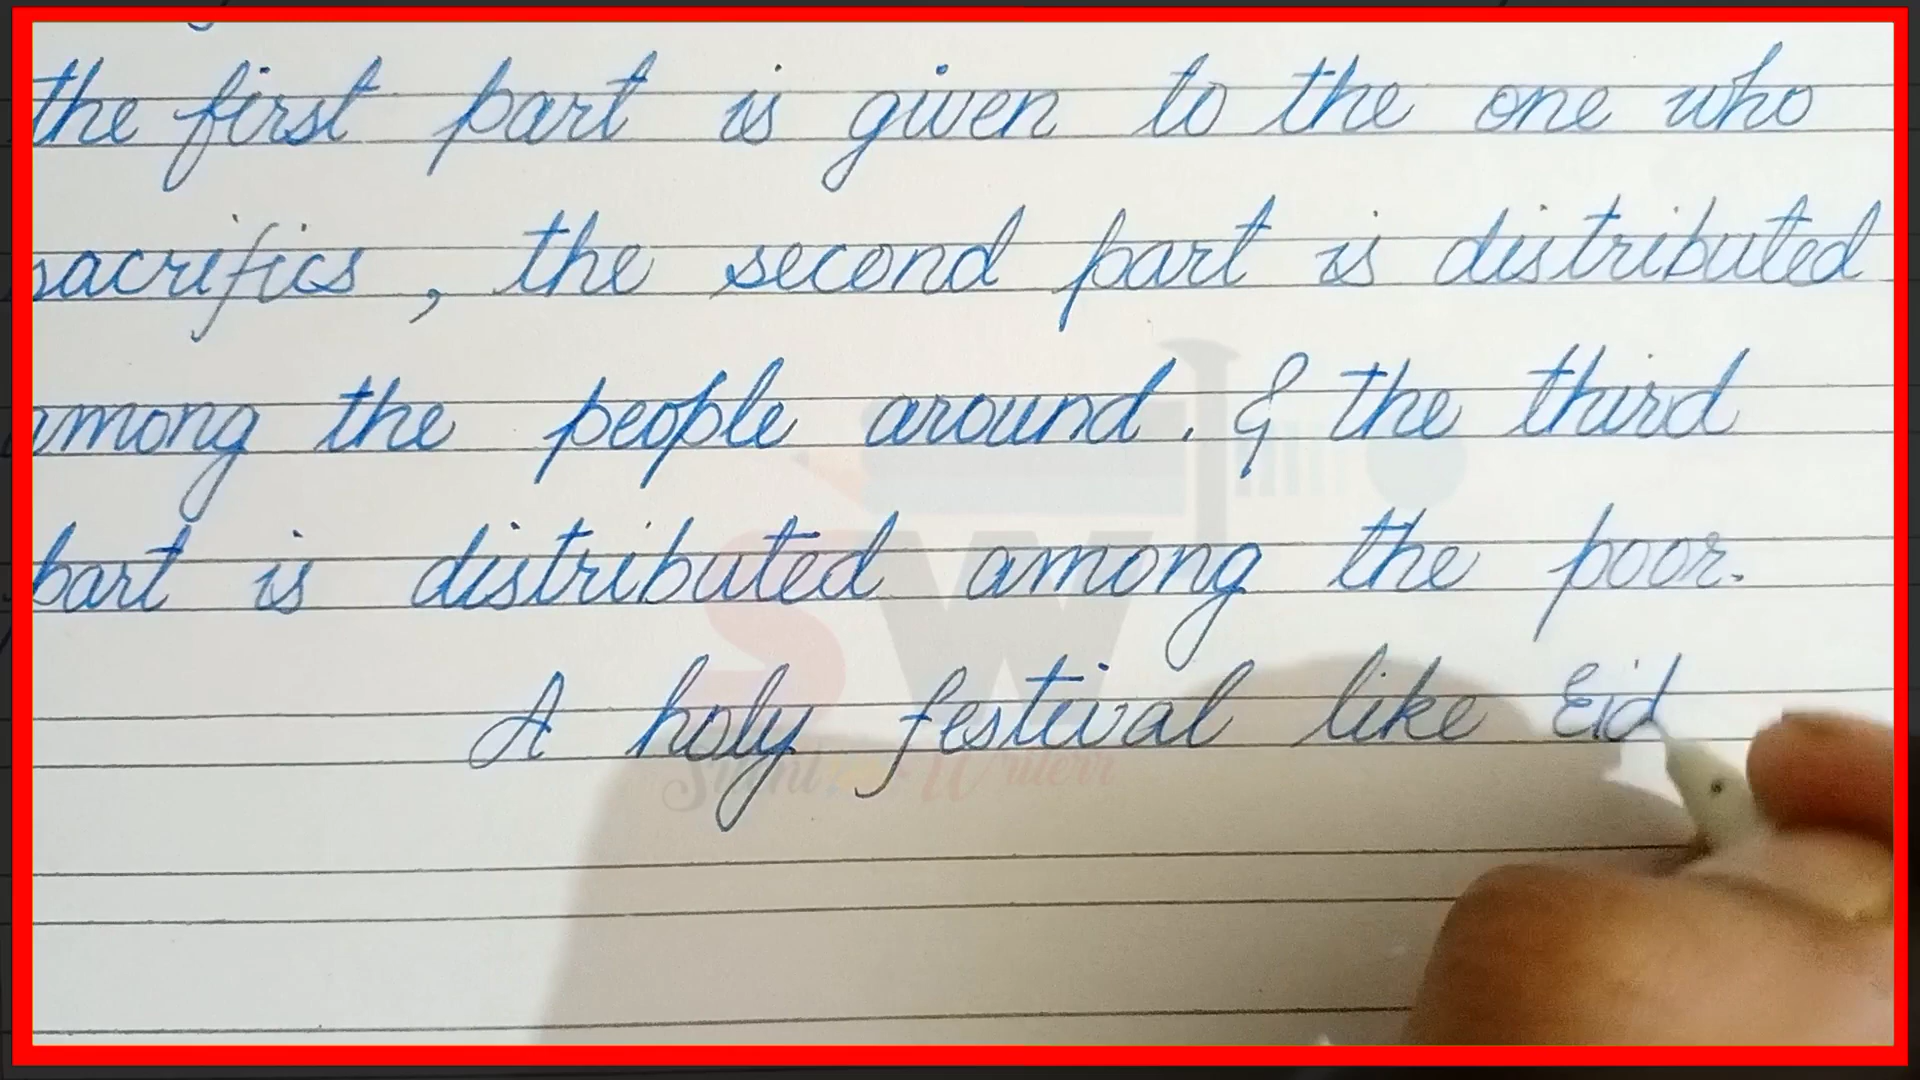 the first part is given to the one who
sacrifics, the second part is distributed
among the people around. & the third
part is distributed among the poor.
A holy festival like Eid